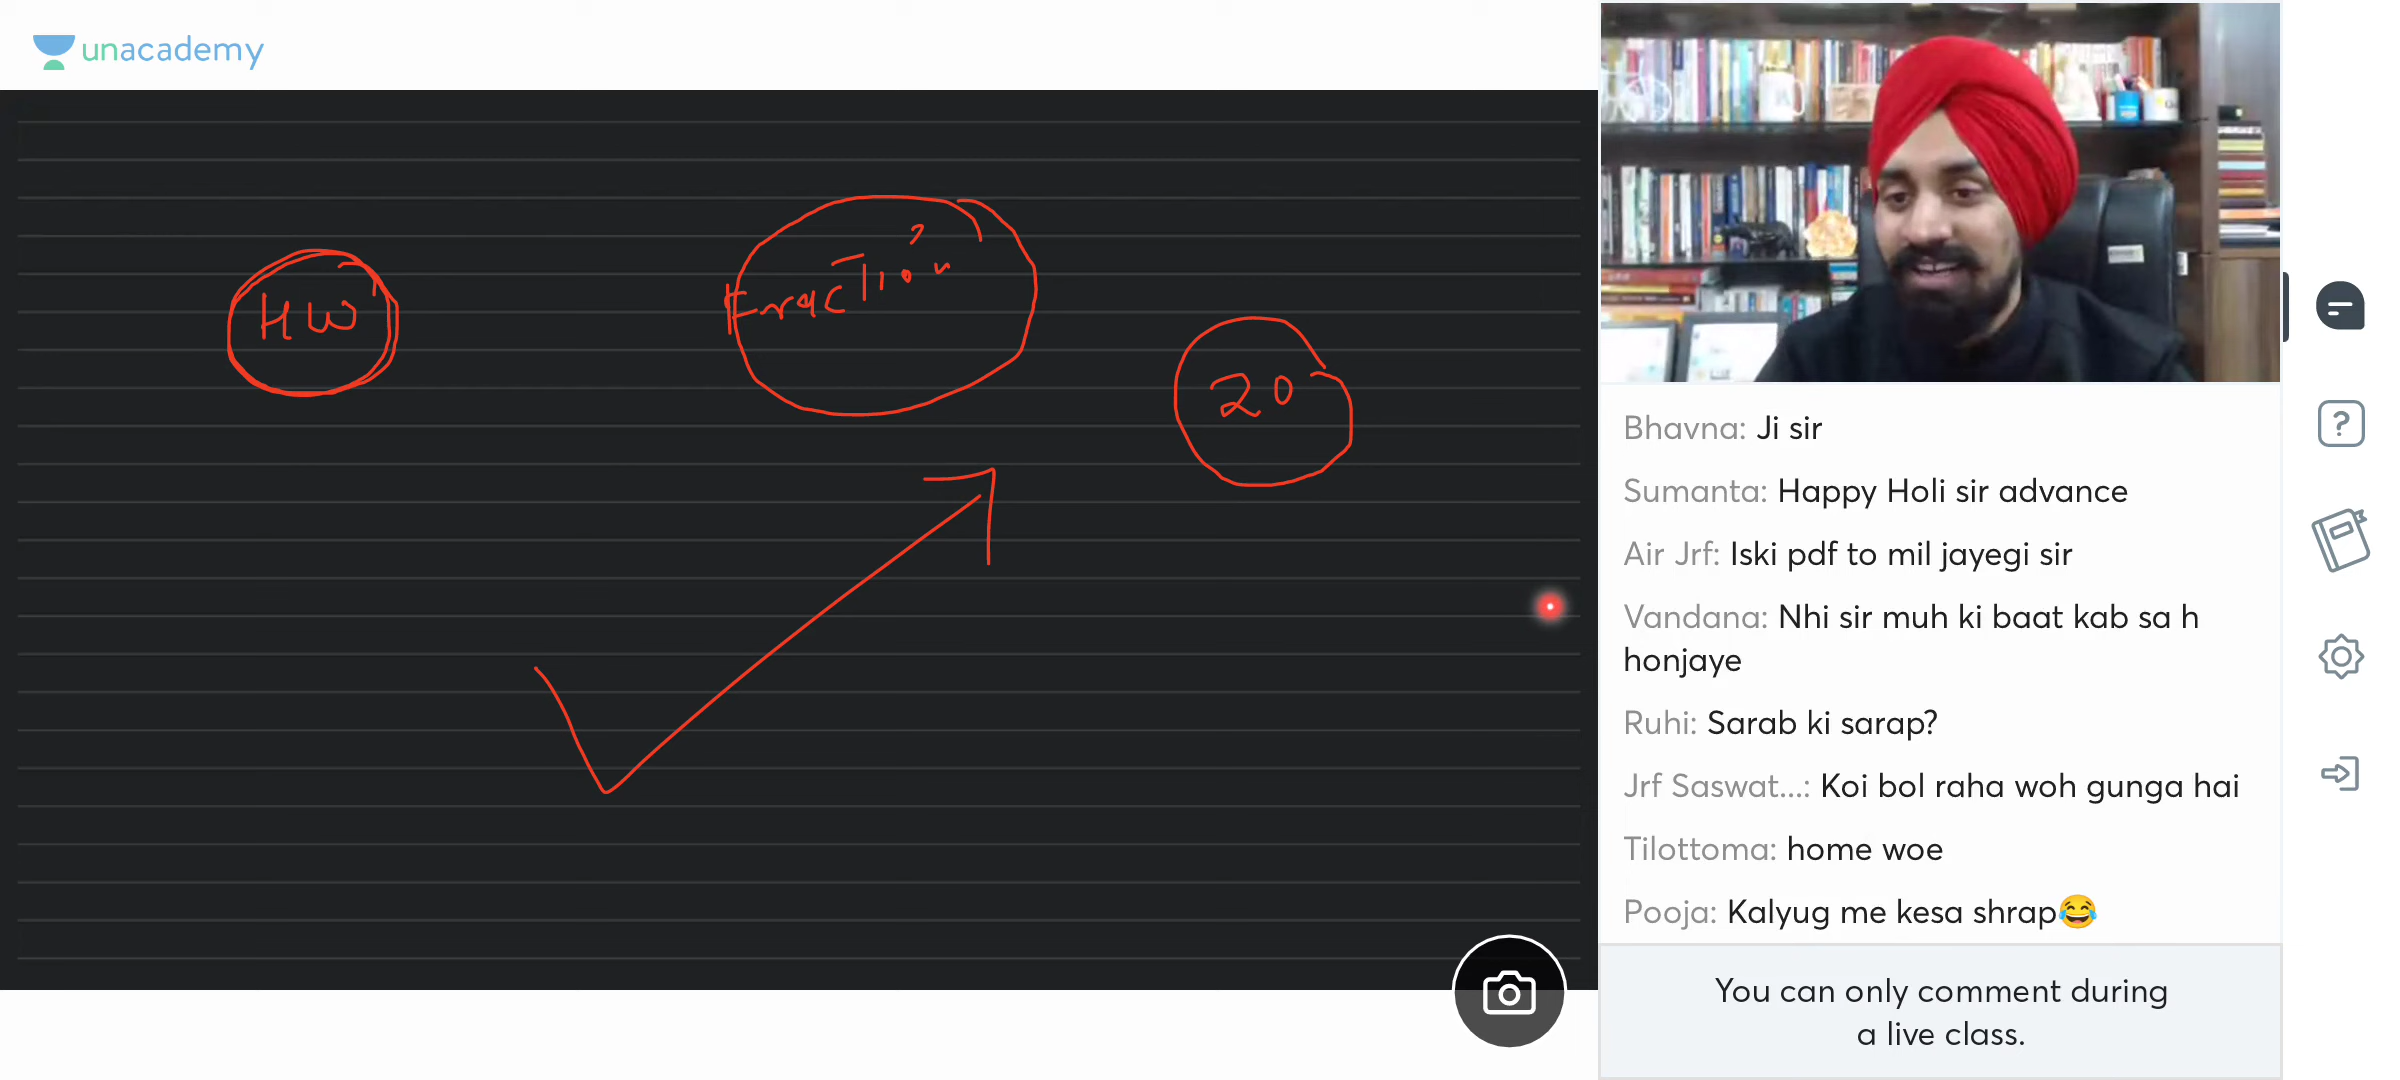 unacademy
HW
Fraction
20
Bhavna: Ji sir
Sumanta: Happy Holi sir advance
Air Jrf: Iski pdf to mil jayegi sir
Vandana: Nhi sir muh ki baat kab sa h
honjaye
Ruhi: Sarab ki sarap?
Jrf Saswat...: Koi bol raha woh gunga hai
Tilottoma: home woe
Pooja: Kalyug me kesa shrap😂
You can only comment during
a live class.